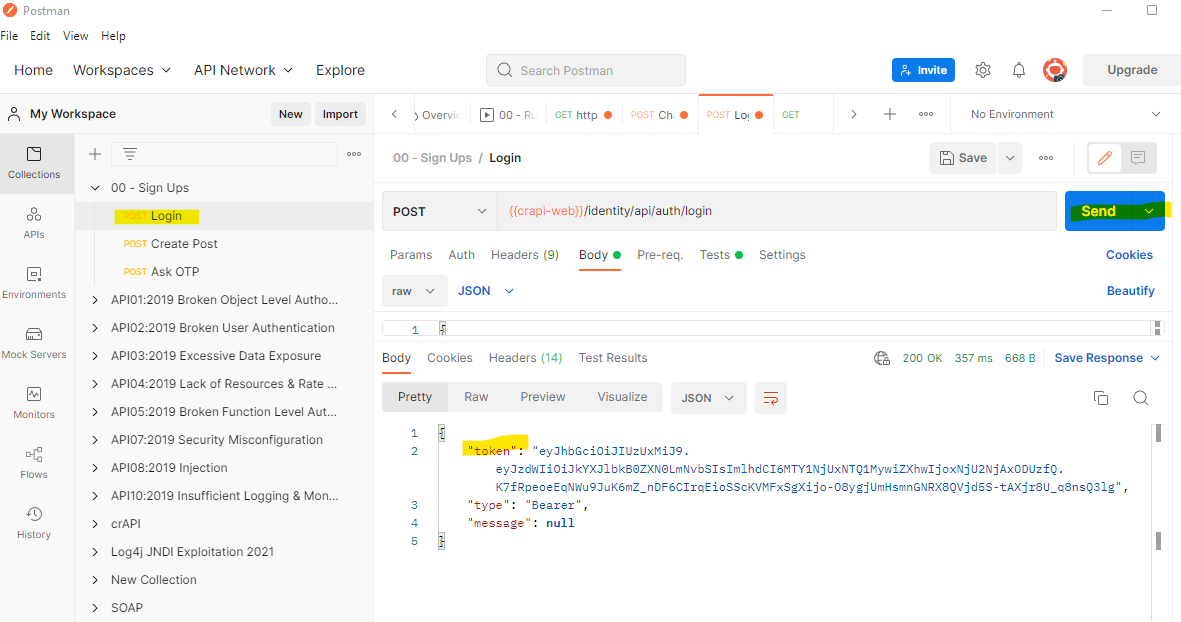 Postman
File Edit View Help
Home Workspaces API Network Explore Search Postman Invite Upgrade
My Workspace New Import
Overvie 00 - Ru GET http POST Ch POST Log GET No Environment
Collections
APIs
Environments
Mock Servers
Monitors
Flows
History
00 - Sign Ups
POST Login
POST Create Post
POST Ask OTP
API01:2019 Broken Object Level Autho...
API02:2019 Broken User Authentication
API03:2019 Excessive Data Exposure
API04:2019 Lack of Resources & Rate ...
API05:2019 Broken Function Level Aut...
API07:2019 Security Misconfiguration
API08:2019 Injection
API10:2019 Insufficient Logging & Mon...
crAPI
Log4j JNDI Exploitation 2021
New Collection
SOAP
00 - Sign Ups / Login Save
POST {{crapi-web}}/identity/api/auth/login Send
Params Auth Headers (9) Body Pre-req. Tests Settings Cookies
raw JSON Beautify
1 {
Body Cookies Headers (14) Test Results 200 OK 357 ms 668 B Save Response
Pretty Raw Preview Visualize JSON
1 {
2 "token": "eyJhbGciOiJIUzUxMiJ9.
eyJzdWIiOiJkYXJlbkB0ZXN0LmNvbSIsImlhdCI6MTY1NjUxNTQ1MywiZXhwIjoxNjU2NjAxODUzfQ.
K7fRpeoeEqNWu9JuK6mZ_nDF6CIrqEioSScKVMFxSgXijo-O8ygjUmHsmnGNRX8QVjd5S-tAXjr8U_q8nsQ3lg",
3 "type": "Bearer",
4 "message": null
5 }